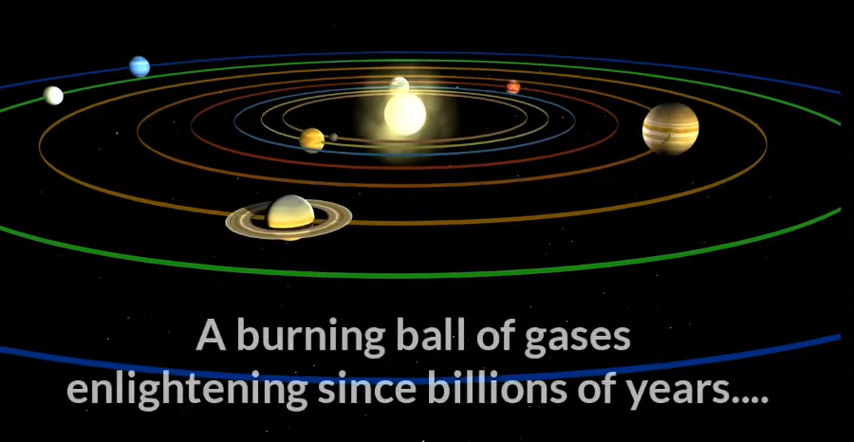 A burning ball of gases
enlightening since billions of years....